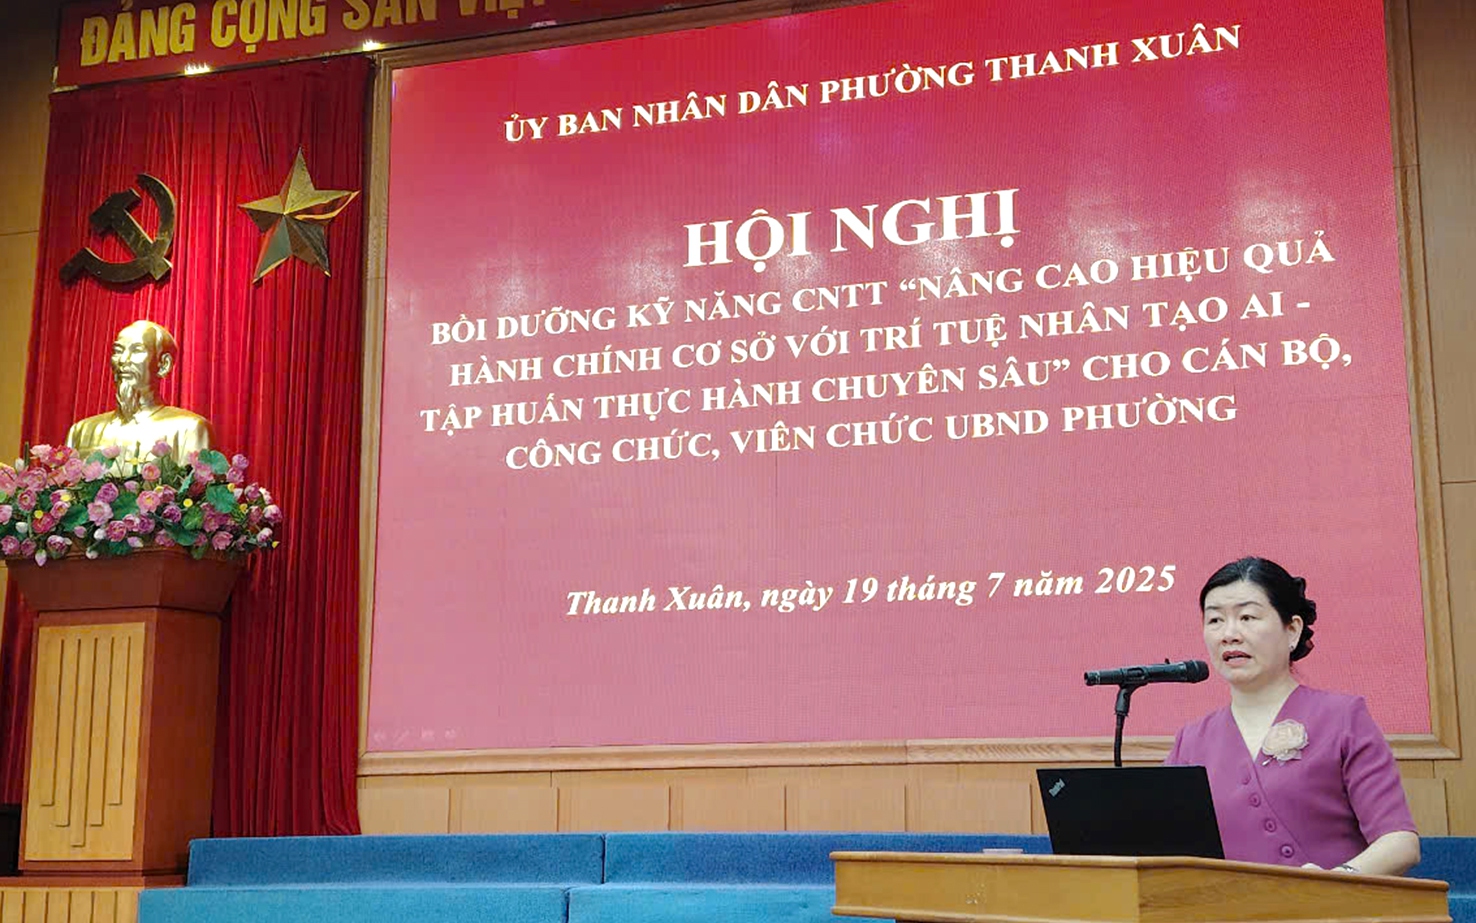 ĐẢNG CỘNG SẢN VIỆT
ỦY BAN NHÂN DÂN PHƯỜNG THANH XUÂN
HỘI NGHỊ
BỒI DƯỠNG KỸ NĂNG CNTT “NÂNG CAO HIỆU QUẢ
HÀNH CHÍNH CƠ SỞ VỚI TRÍ TUỆ NHÂN TẠO AI -
TẬP HUẤN THỰC HÀNH CHUYÊN SÂU” CHO CÁN BỘ,
CÔNG CHỨC, VIÊN CHỨC UBND PHƯỜNG
Thanh Xuân, ngày 19 tháng 7 năm 2025
ThinkPad